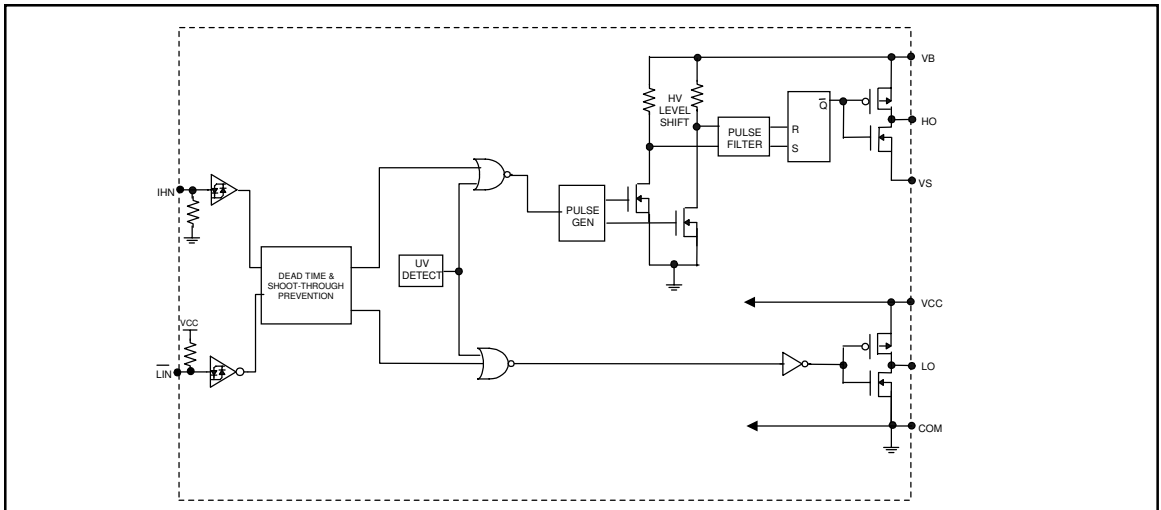 VB
HV
LEVEL
SHIFT
Q̅
HO
PULSE
FILTER
R
S
IHN
VS
PULSE
GEN
DEAD TIME &
SHOOT-THROUGH
PREVENTION
UV
DETECT
VCC
VCC
L̅I̅N̅
LO
COM